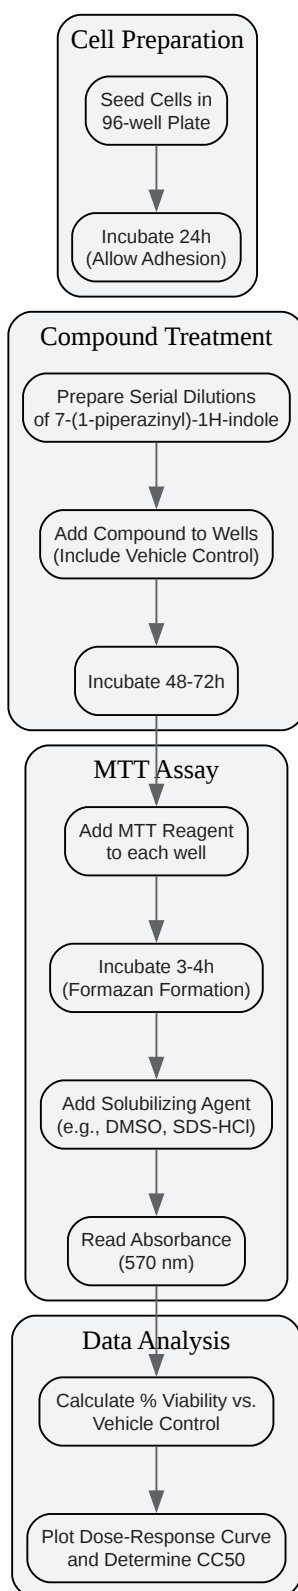 Cell Preparation
Seed Cells in
96-well Plate
Incubate 24h
(Allow Adhesion)
Compound Treatment
Prepare Serial Dilutions
of 7-(1-piperazinyl)-1H-indole
Add Compound to Wells
(Include Vehicle Control)
Incubate 48-72h
MTT Assay
Add MTT Reagent
to each well
Incubate 3-4h
(Formazan Formation)
Add Solubilizing Agent
(e.g., DMSO, SDS-HCl)
Read Absorbance
(570 nm)
Data Analysis
Calculate % Viability vs.
Vehicle Control
Plot Dose-Response Curve
and Determine CC50